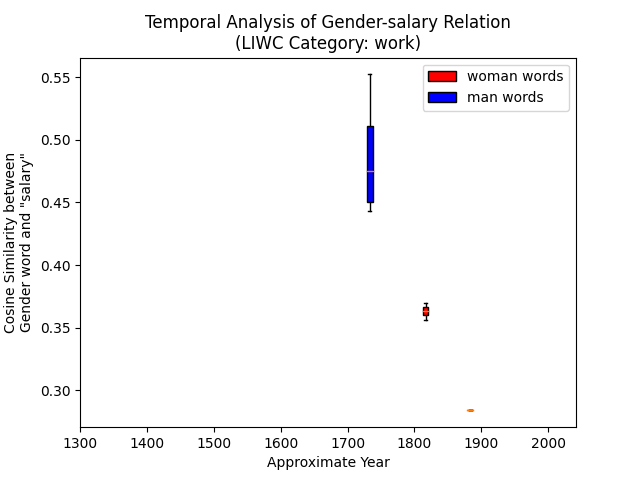 Temporal Analysis of Gender-salary Relation
(LIWC Category: work)
woman words
man words
Cosine Similarity between
Gender word and "salary"
0.55
0.50
0.45
0.40
0.35
0.30
1300 1400 1500 1600 1700 1800 1900 2000
Approximate Year